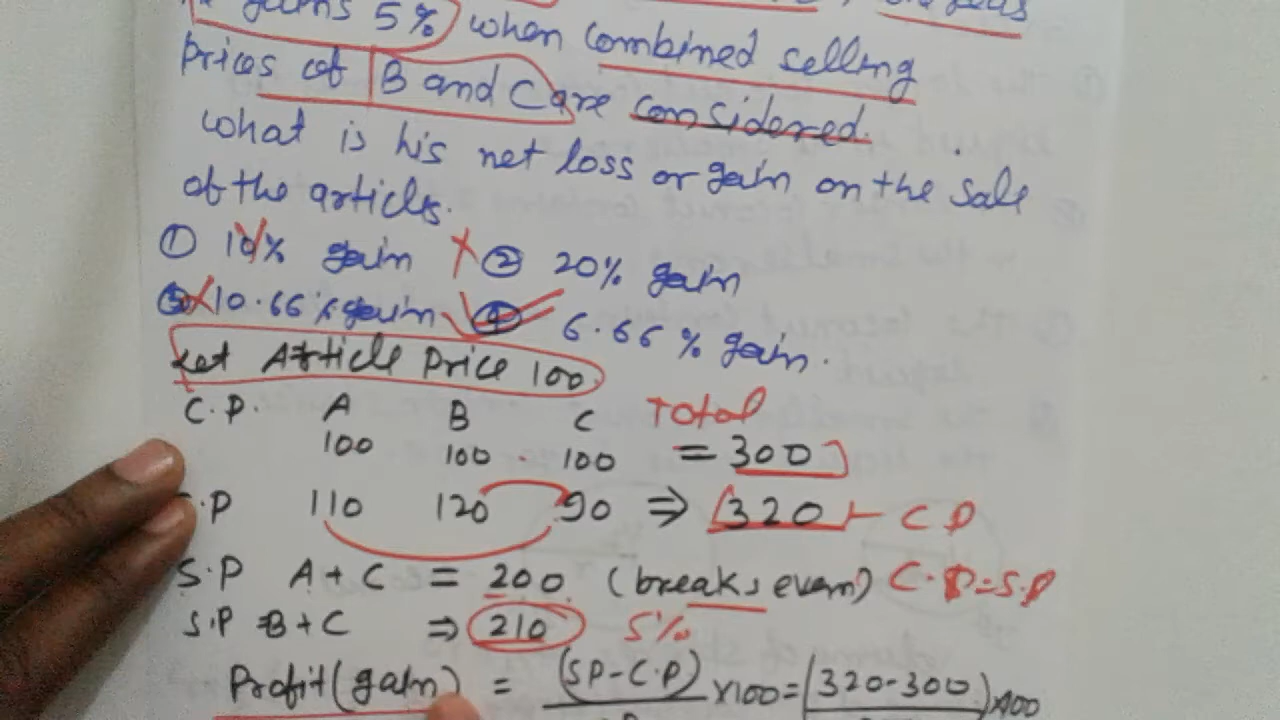 gains 5% when combined selling
prices of B and C are considered.
what is his net loss or gain on the sale
of the articles.
① 10% gain ② 20% gain
③ 10.66% gain ④ 6.66% gain.
Let Article Price 100.
C.P. A B C Total
100 100 100 = 300
S.P 110 120 90 ⇒ 320 - C P
S.P A + C = 200 (breaks even) C.P=S.P
S.P =B + C ⇒ 210 5%
Profit (gain) = (SP-C.P) ×100 = (320-300) ×100